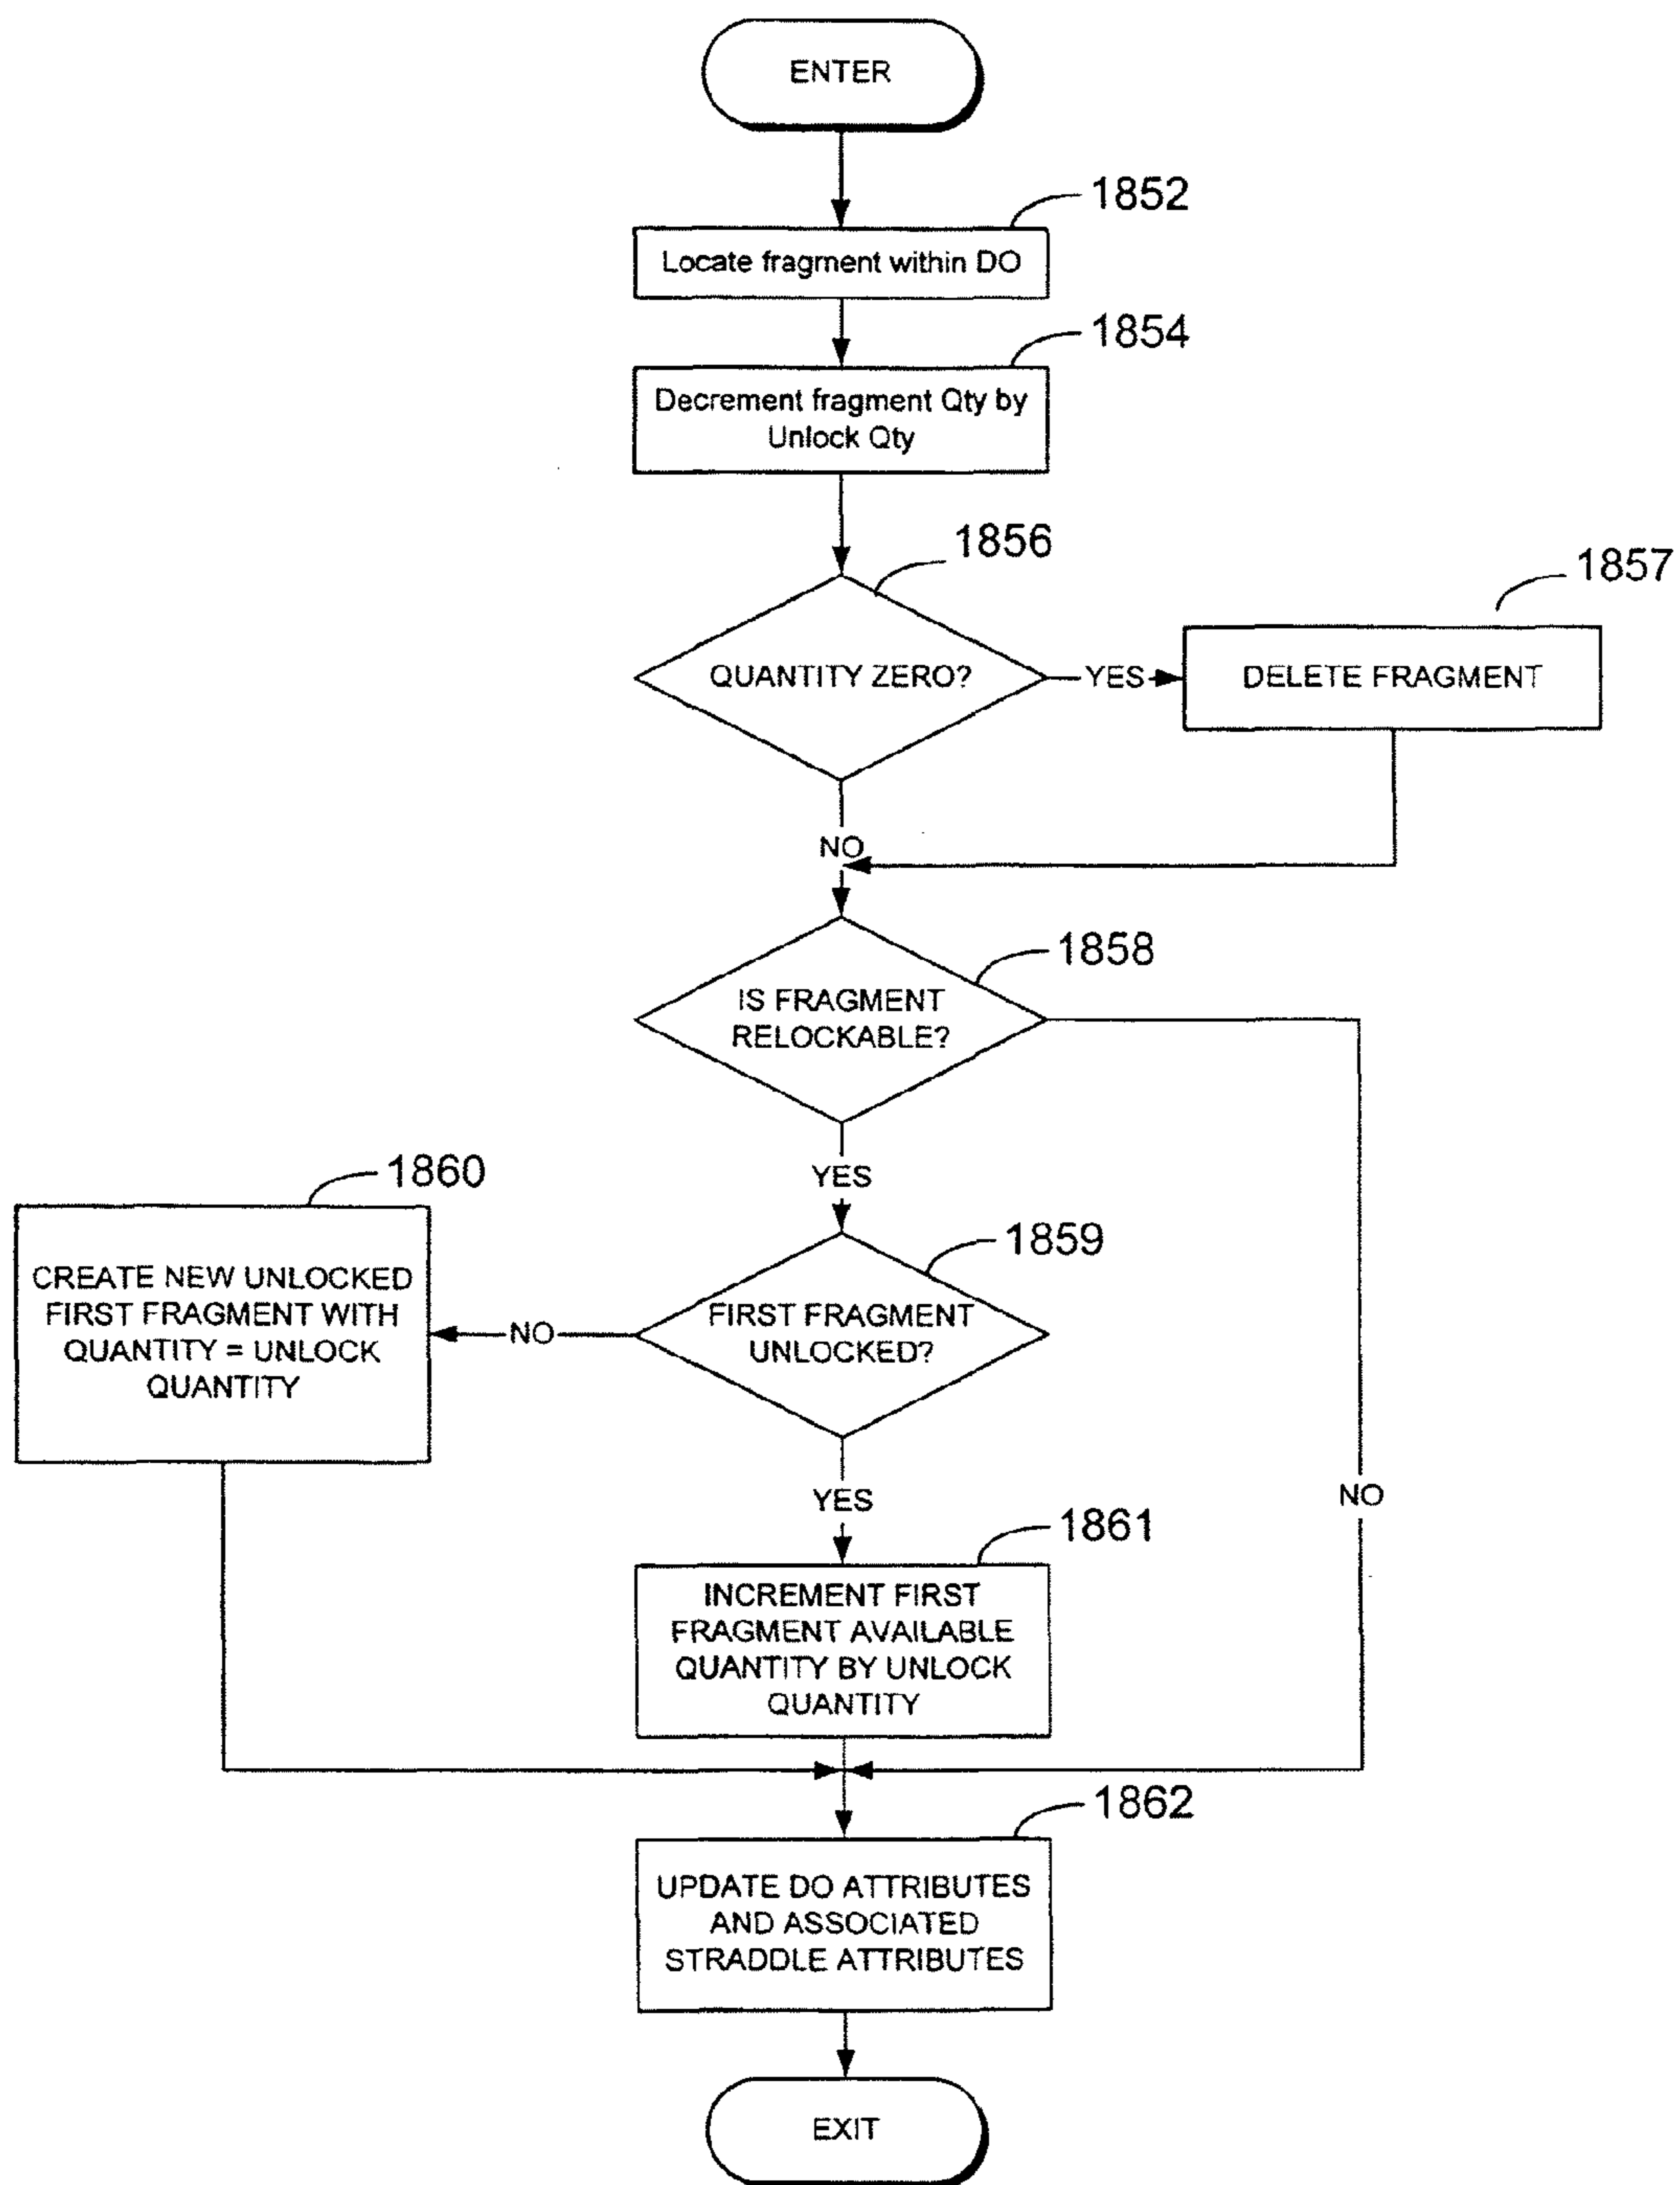 ENTER
1852
Locate fragment within DO
1854
Decrement fragment Qty by
Unlock Qty
1856
1857
QUANTITY ZERO?
YES
DELETE FRAGMENT
NO
1858
IS FRAGMENT
RELOCKABLE?
YES
1860
1859
CREATE NEW UNLOCKED
FIRST FRAGMENT WITH
QUANTITY = UNLOCK
QUANTITY
NO
FIRST FRAGMENT
UNLOCKED?
YES
NO
1861
INCREMENT FIRST
FRAGMENT AVAILABLE
QUANTITY BY UNLOCK
QUANTITY
1862
UPDATE DO ATTRIBUTES
AND ASSOCIATED
STRADDLE ATTRIBUTES
EXIT